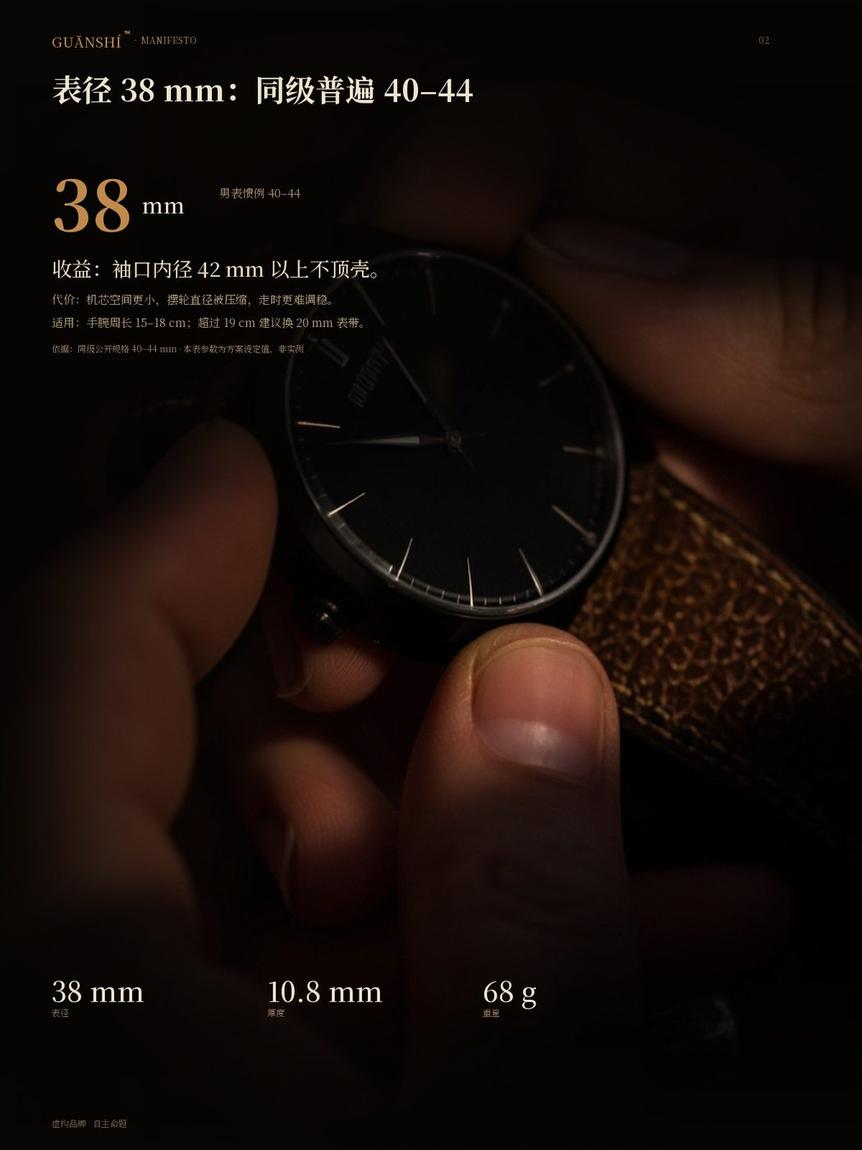 GUĀNSHÍ™ · MANIFESTO
02
表径 38 mm：同级普遍 40–44
38 mm
男表惯例 40–44
收益：袖口内径 42 mm 以上不顶壳。
代价：机芯空间更小，摆轮直径被压缩，走时更难调稳。
适用：手腕周长 15–18 cm；超过 19 cm 建议换 20 mm 表带。
依据：同级公开规格 40–44 mm · 本表参数为方案设定值，非实测
38 mm
表径
10.8 mm
厚度
68 g
重量
虚构品牌 · 自主命题